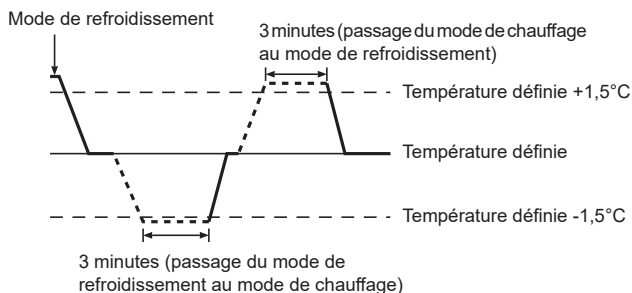 Mode de refroidissement
3 minutes (passage du mode de chauffage
au mode de refroidissement)
Température définie +1,5°C
Température définie
Température définie -1,5°C
3 minutes (passage du mode de
refroidissement au mode de chauffage)